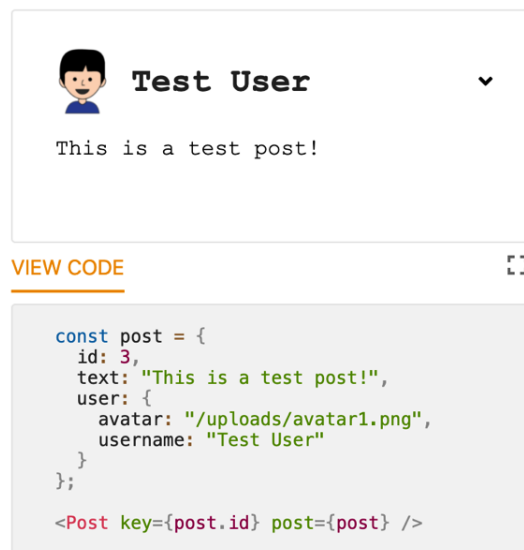 Test User
This is a test post!
VIEW CODE
const post = {
  id: 3,
  text: "This is a test post!",
  user: {
    avatar: "/uploads/avatar1.png",
    username: "Test User"
  }
};
<Post key={post.id} post={post} />